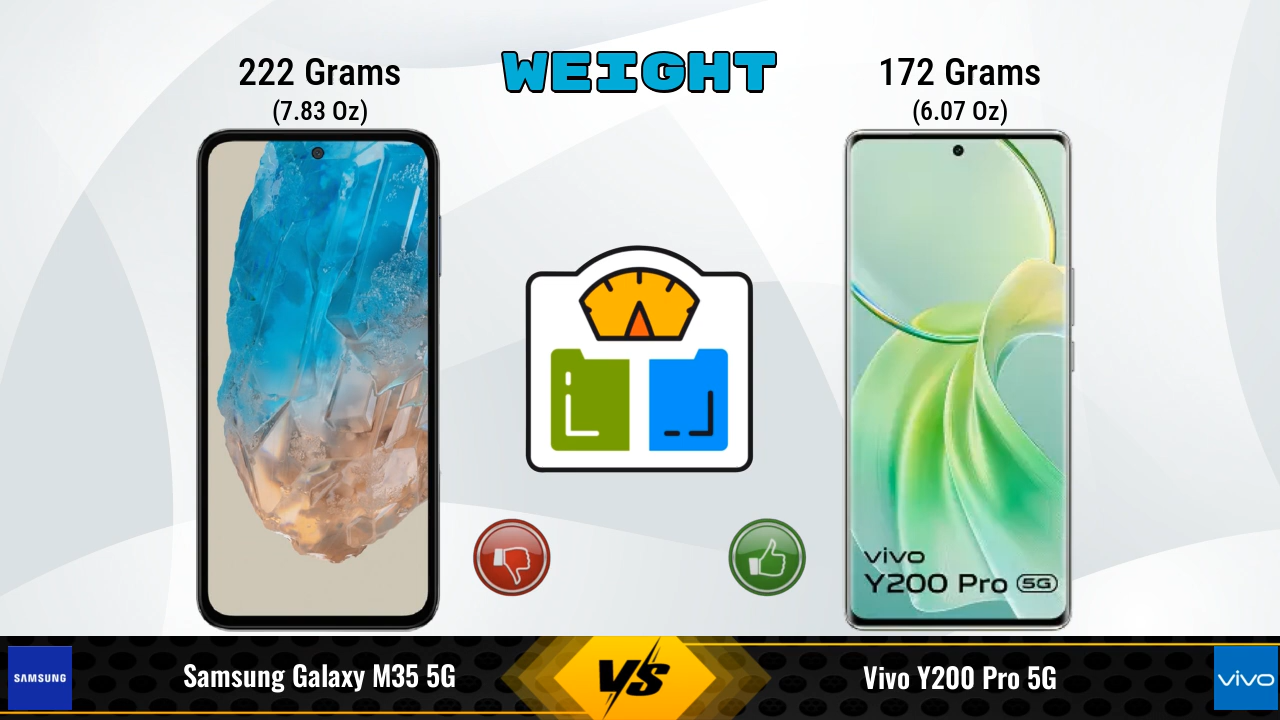 WEIGHT
222 Grams
(7.83 Oz)
172 Grams
(6.07 Oz)
vivo
Y200 Pro 5G
SAMSUNG
Samsung Galaxy M35 5G
VS
Vivo Y200 Pro 5G
vivo